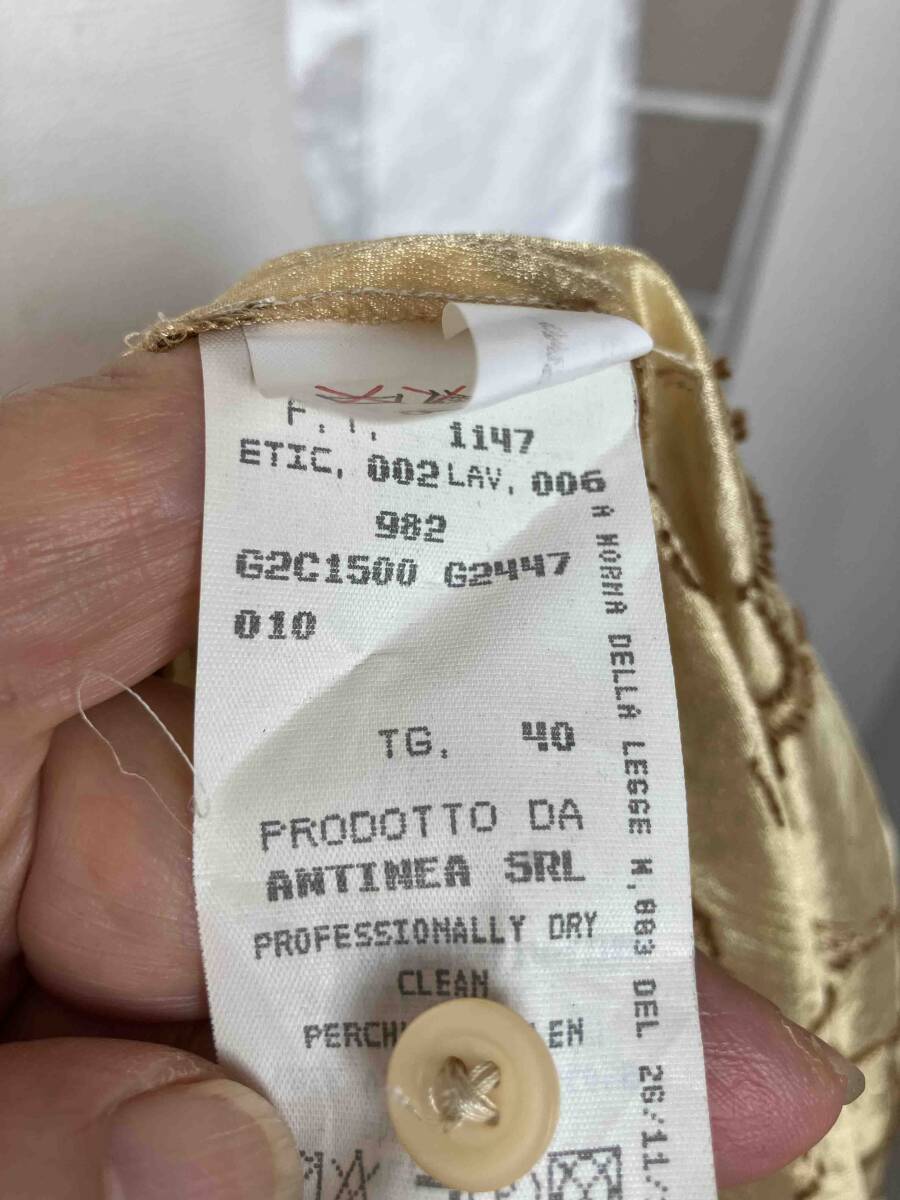 F.T. 1147
ETIC, 002 LAV, 006
982
G2C1500 G2447
010
TG. 40
PRODOTTO DA
ANTINEA SRL
PROFESSIONALLY DRY
CLEAN
A NORMA DELLA LEGGE N,883 DEL 26/11/